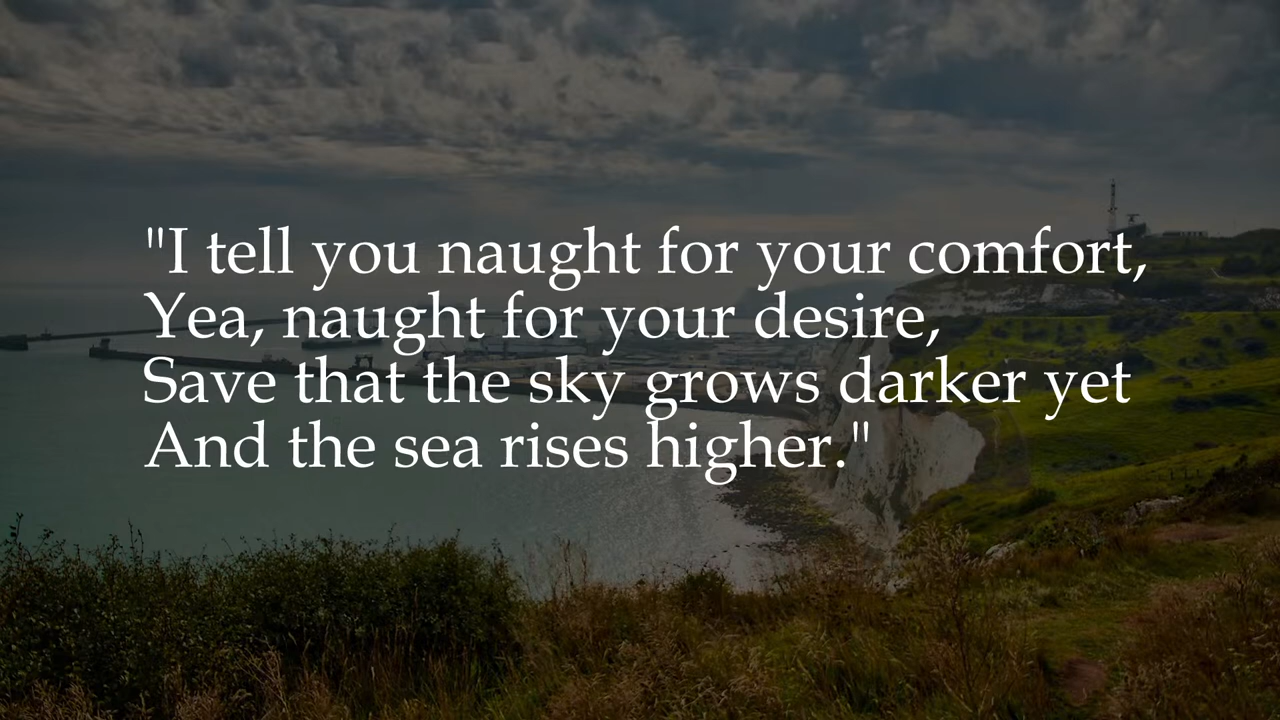 "I tell you naught for your comfort,
Yea, naught for your desire,
Save that the sky grows darker yet
And the sea rises higher."